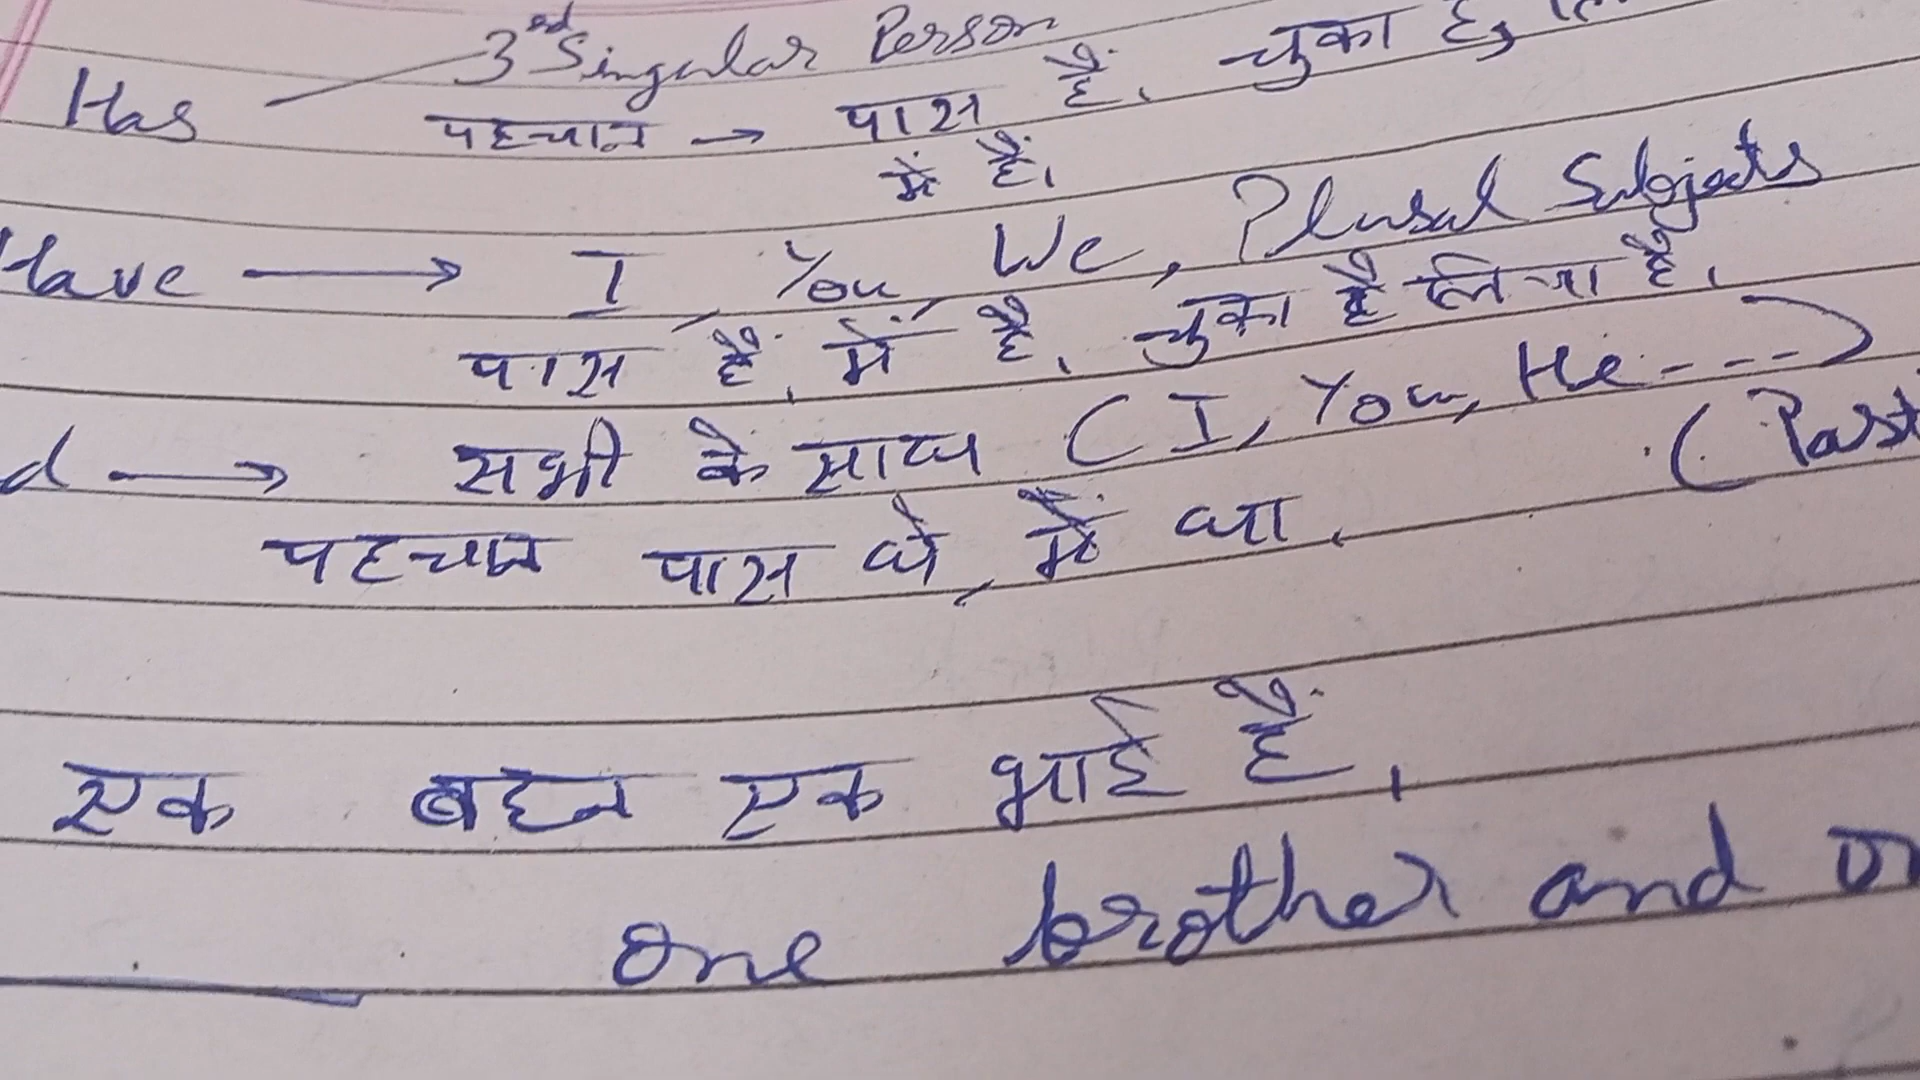 3rd Singular Person
Has पहचान → पास है, चुका है,
में है,
Have → I, You, We, Plural Subjects
पास है, में है, चुका है लिया है,
d → सभी के साथ (I, You, He ----)
(Past
पहचान पास थे, में था,
एक बहन एक भाई है,
one brother and on